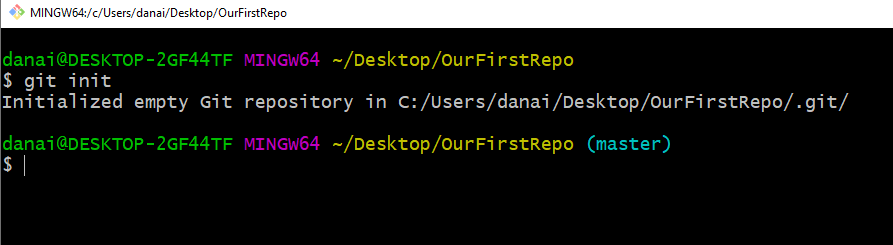 MINGW64:/c/Users/danai/Desktop/OurFirstRepo
danai@DESKTOP-2GF44TF MINGW64 ~/Desktop/OurFirstRepo
$ git init
Initialized empty Git repository in C:/Users/danai/Desktop/OurFirstRepo/.git/
danai@DESKTOP-2GF44TF MINGW64 ~/Desktop/OurFirstRepo (master)
$